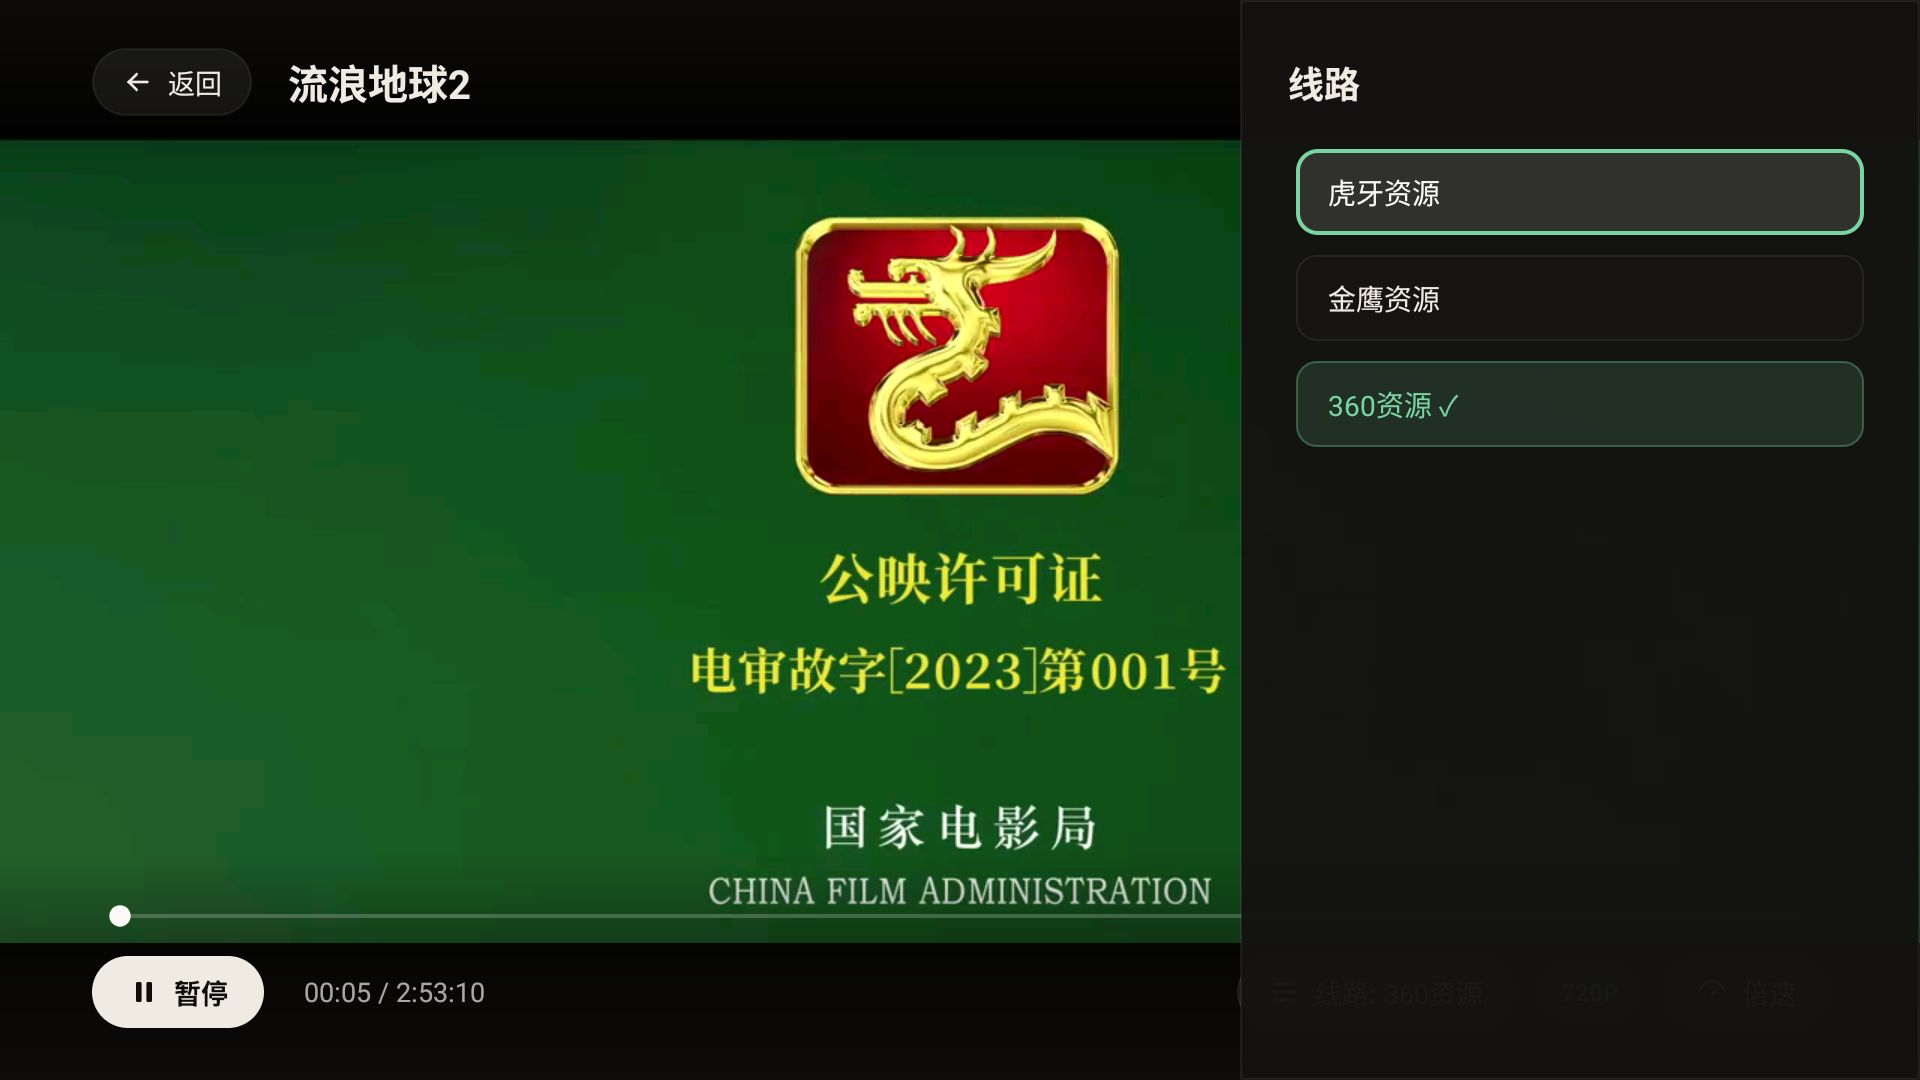 返回
流浪地球2
公映许可证
电审故字[2023]第001号
国家电影局
CHINA FILM ADMINISTRATION
暂停
00:05 / 2:53:10
线路
虎牙资源
金鹰资源
360资源 ✓
线路: 360资源
720P
倍速